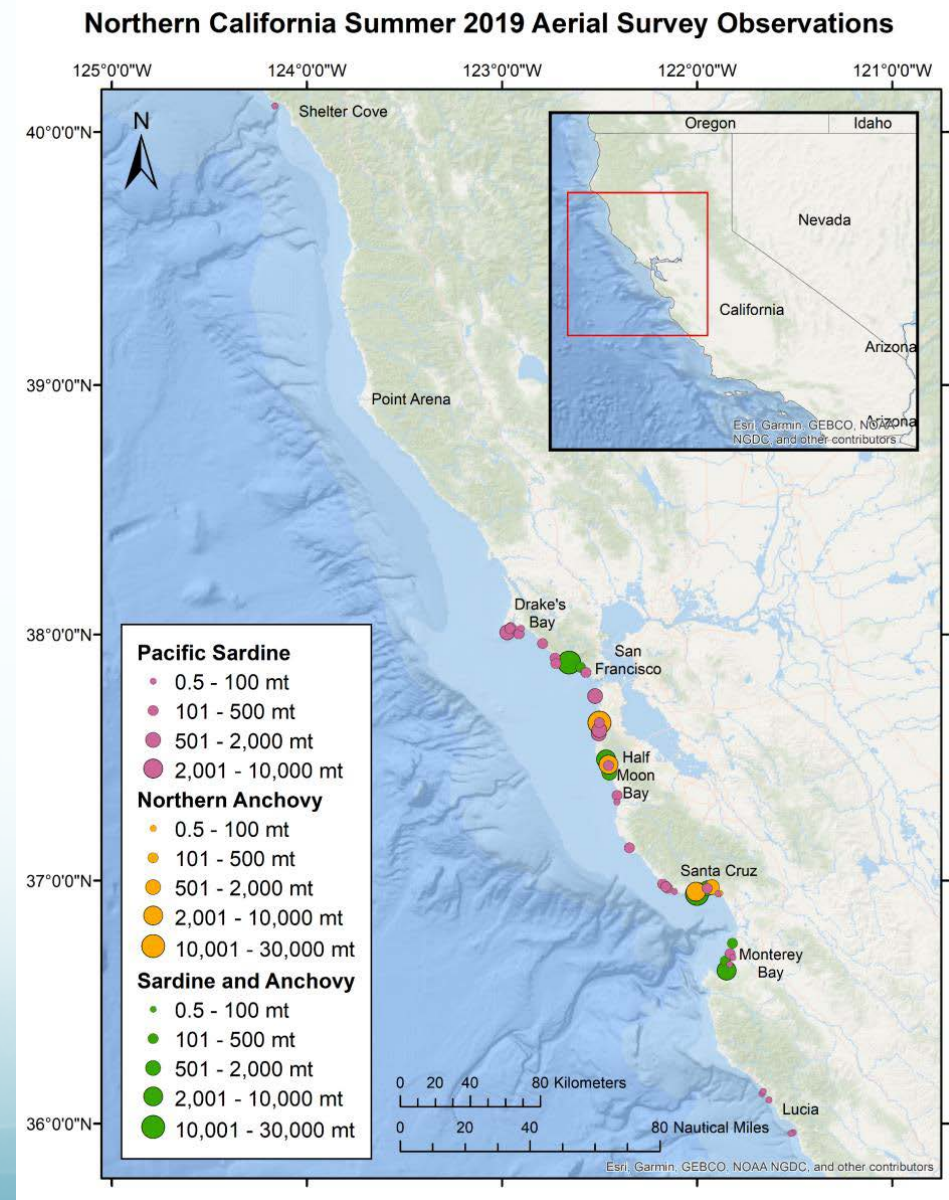 Northern California Summer 2019 Aerial Survey Observations
125°0'0"W 124°0'0"W 123°0'0"W 122°0'0"W 121°0'0"W
40°0'0"N
39°0'0"N
38°0'0"N
37°0'0"N
36°0'0"N
N
Shelter Cove
Point Arena
Drake's
Bay
San
Francisco
Half
Moon
Bay
Santa Cruz
Monterey
Bay
Lucia
Oregon Idaho
Nevada
California
Arizona
Arizona
Esri, Garmin, GEBCO, NOAA
NGDC, and other contributors
Pacific Sardine
0.5 - 100 mt
101 - 500 mt
501 - 2,000 mt
2,001 - 10,000 mt
Northern Anchovy
0.5 - 100 mt
101 - 500 mt
501 - 2,000 mt
2,001 - 10,000 mt
10,001 - 30,000 mt
Sardine and Anchovy
0.5 - 100 mt
101 - 500 mt
501 - 2,000 mt
2,001 - 10,000 mt
10,001 - 30,000 mt
0 20 40 80 Kilometers
0 20 40 80 Nautical Miles
Esri, Garmin, GEBCO, NOAA NGDC, and other contributors